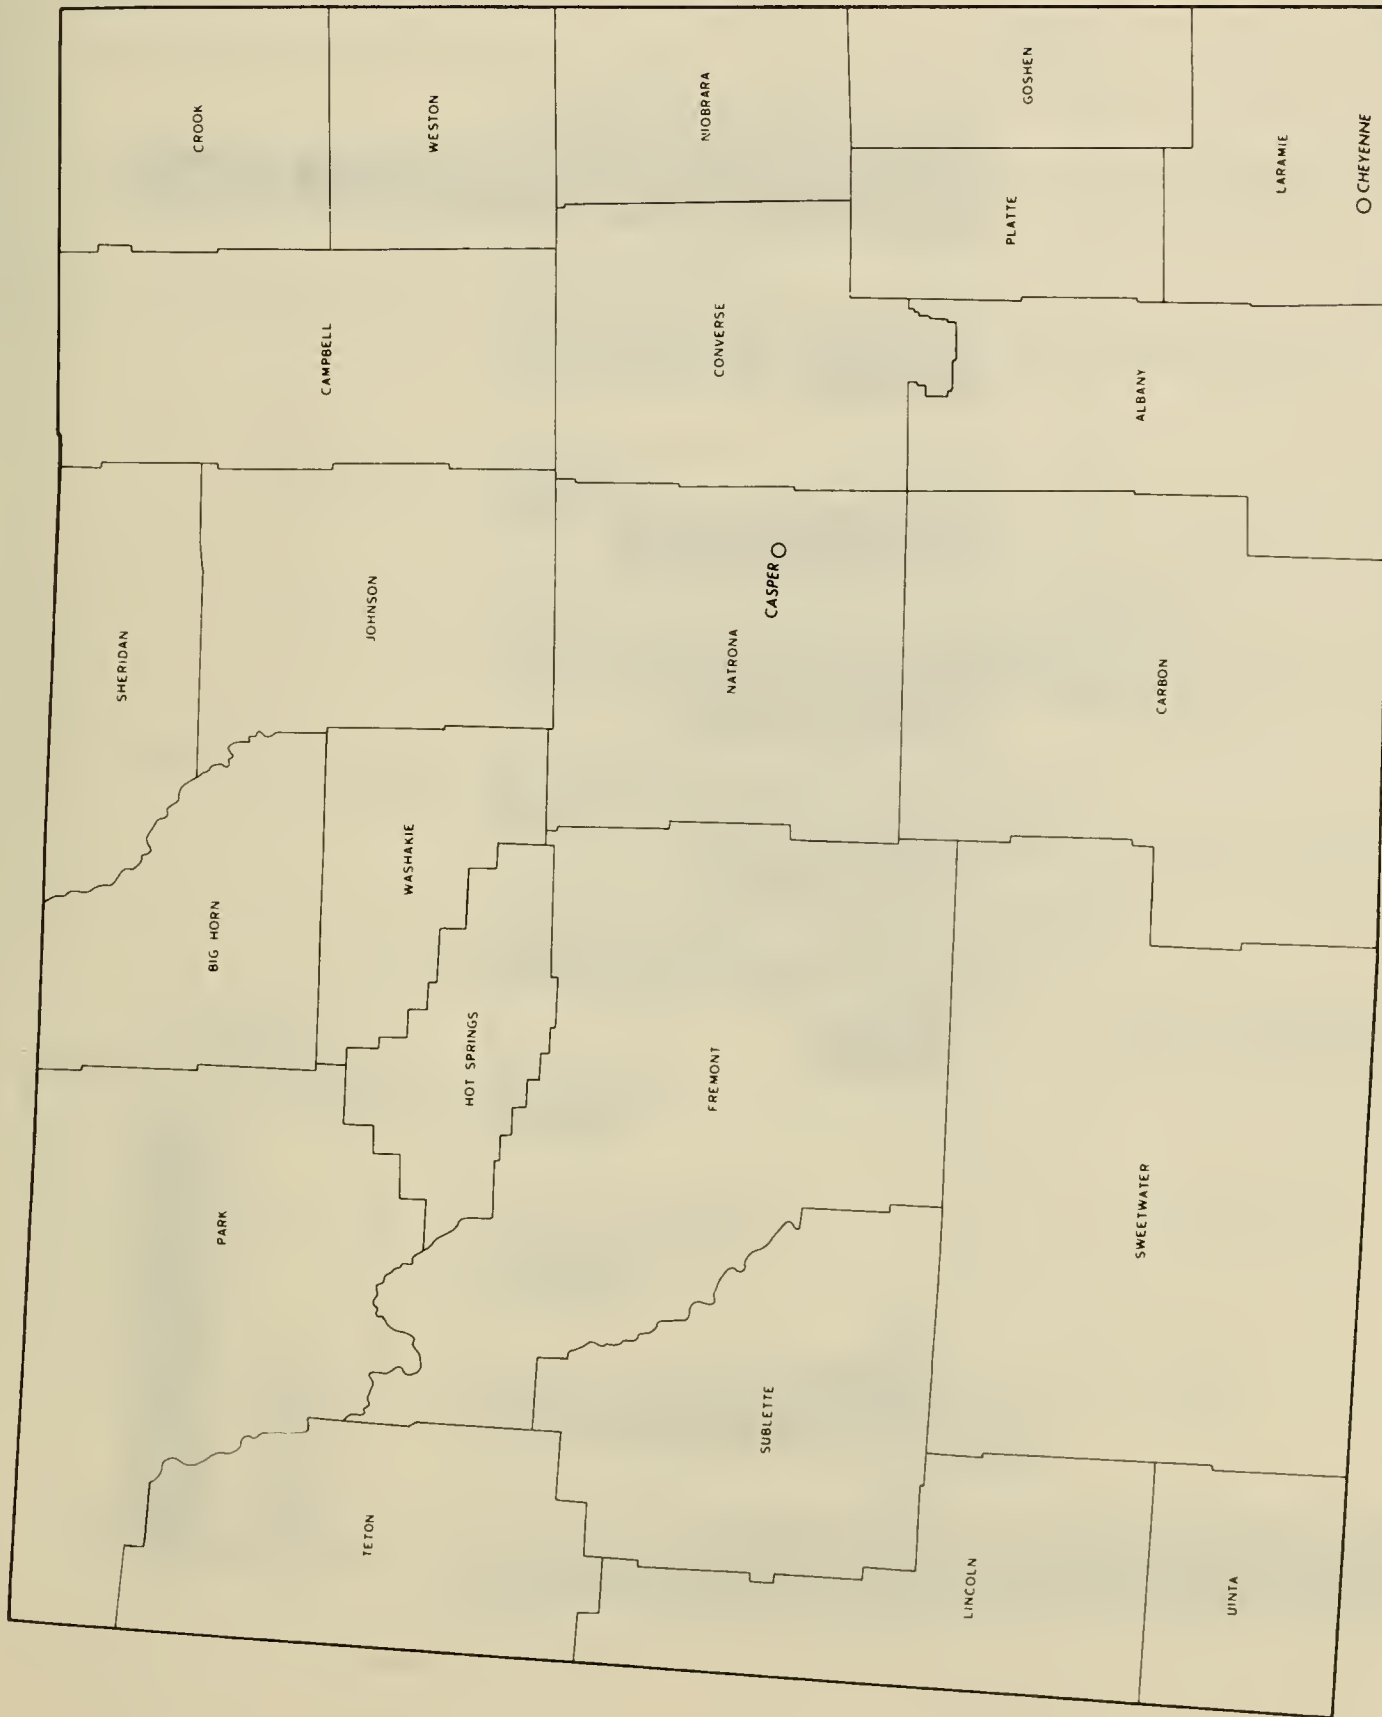 PARK
BIG HORN
SHERIDAN
CAMPBELL
CROOK
TETON
HOT SPRINGS
WASHAKIE
JOHNSON
WESTON
SUBLETTE
FREMONT
NATRONA
CASPER
CONVERSE
NIOBRARA
LINCOLN
SWEETWATER
CARBON
ALBANY
PLATTE
GOSHEN
UINTA
LARAMIE
CHEYENNE